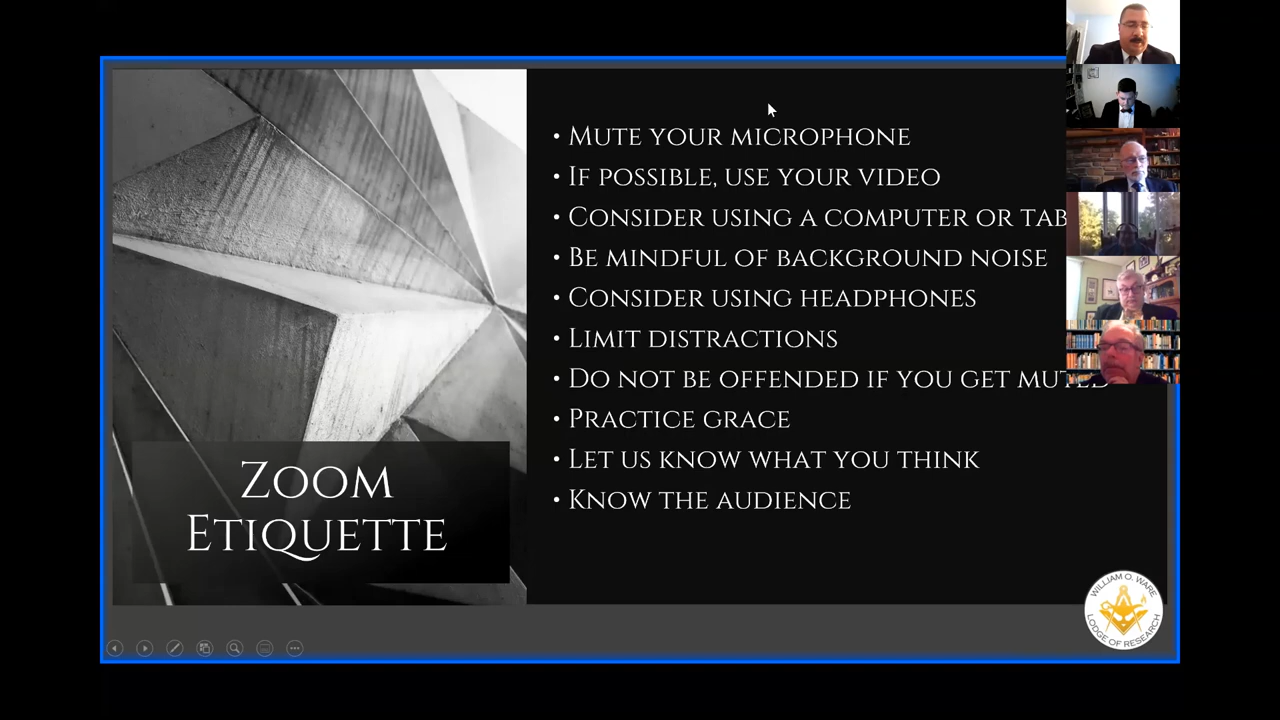 Zoom
Etiquette
• Mute your microphone
• If possible, use your video
• Consider using a computer or tab
• Be mindful of background noise
• Consider using headphones
• Limit distractions
• Do not be offended if you get muted
• Practice grace
• Let us know what you think
• Know the audience
WILLIAM O. WARE
LODGE OF RESEARCH